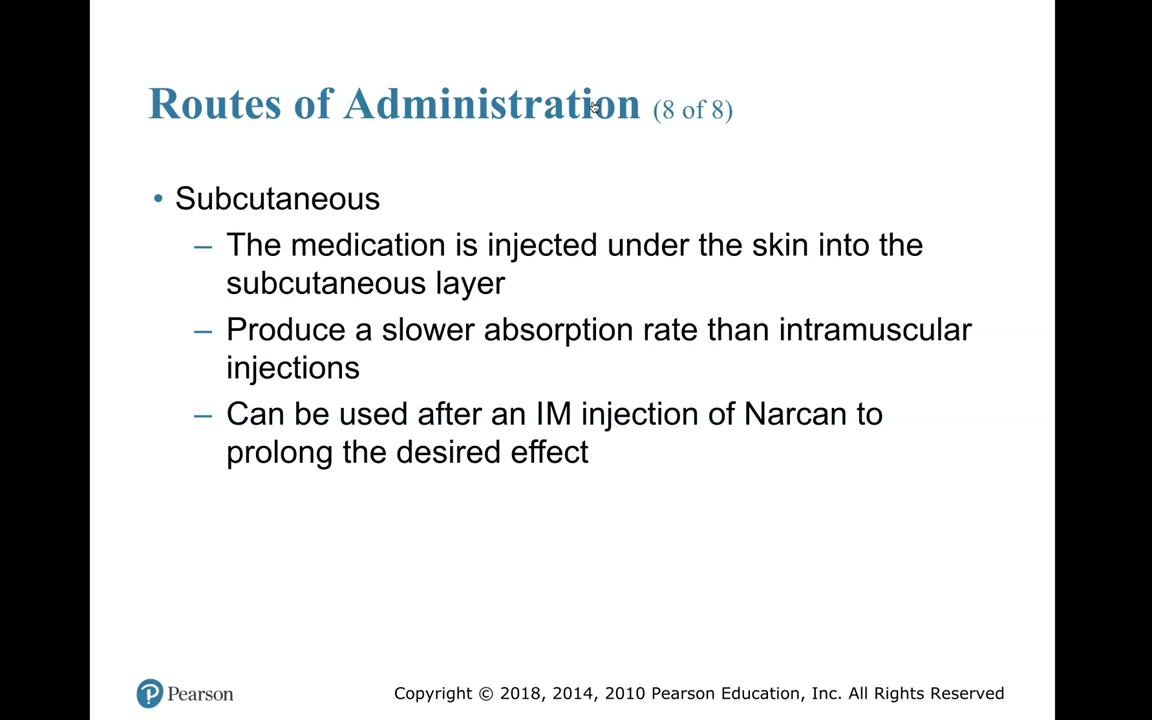 Routes of Administration (8 of 8)
• Subcutaneous
– The medication is injected under the skin into the
subcutaneous layer
– Produce a slower absorption rate than intramuscular
injections
– Can be used after an IM injection of Narcan to
prolong the desired effect
Pearson
Copyright © 2018, 2014, 2010 Pearson Education, Inc. All Rights Reserved